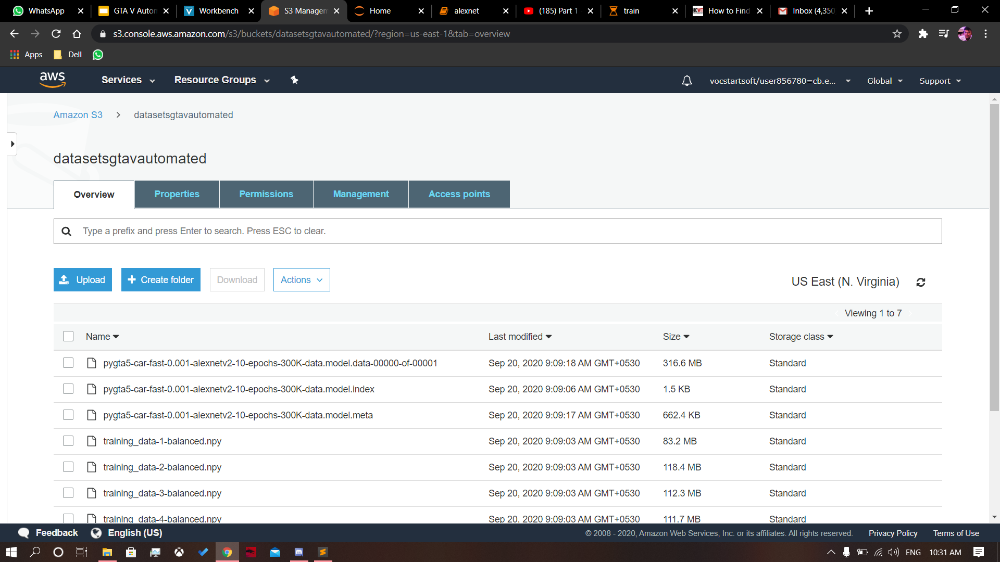 WhatsApp
GTA V Auton
Workbench
S3 Managem
Home
alexnet
(185) Part 1
train
HCWT
How to Find
Inbox (4,350
s3.console.aws.amazon.com/s3/buckets/datasetsgtavautomated/?region=us-east-1&tab=overview
Apps
Dell
aws
Services
Resource Groups
vocstartsoft/user856780=cb.e...
Global
Support
Amazon S3 > datasetsgtavautomated
datasetsgtavautomated
Overview
Properties
Permissions
Management
Access points
Type a prefix and press Enter to search. Press ESC to clear.
Upload
+ Create folder
Download
Actions
US East (N. Virginia)
Viewing 1 to 7
Name Last modified Size Storage class
pygta5-car-fast-0.001-alexnetv2-10-epochs-300K-data.model.data-00000-of-00001 Sep 20, 2020 9:09:18 AM GMT+0530 316.6 MB Standard
pygta5-car-fast-0.001-alexnetv2-10-epochs-300K-data.model.index Sep 20, 2020 9:09:06 AM GMT+0530 1.5 KB Standard
pygta5-car-fast-0.001-alexnetv2-10-epochs-300K-data.model.meta Sep 20, 2020 9:09:17 AM GMT+0530 662.4 KB Standard
training_data-1-balanced.npy Sep 20, 2020 9:09:03 AM GMT+0530 83.2 MB Standard
training_data-2-balanced.npy Sep 20, 2020 9:09:03 AM GMT+0530 118.4 MB Standard
training_data-3-balanced.npy Sep 20, 2020 9:09:03 AM GMT+0530 112.3 MB Standard
training_data-4-balanced.npy Sep 20, 2020 9:09:03 AM GMT+0530 111.7 MB Standard
Feedback
English (US)
© 2008 - 2020, Amazon Web Services, Inc. or its affiliates. All rights reserved.
Privacy Policy
Terms of Use
ENG
10:31 AM